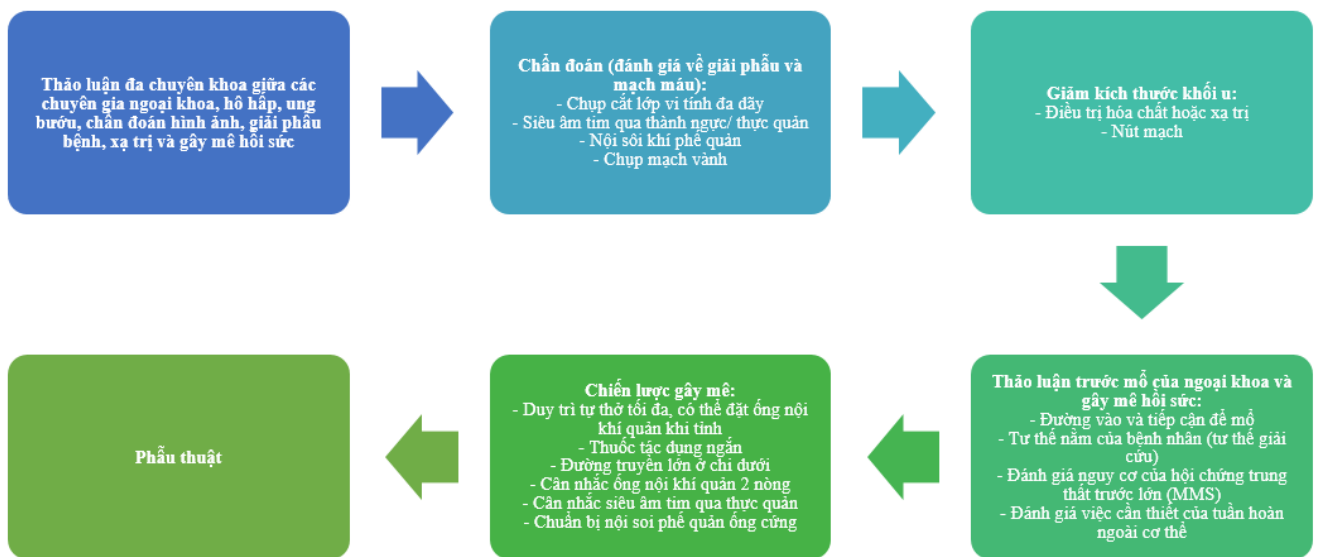 Thảo luận đa chuyên khoa giữa các
chuyên gia ngoại khoa, hô hấp, ung
bướu, chẩn đoán hình ảnh, giải phẫu
bệnh, xạ trị và gây mê hồi sức
Chẩn đoán (đánh giá về giải phẫu và
mạch máu):
- Chụp cắt lớp vi tính đa dãy
- Siêu âm tim qua thành ngực/ thực quản
- Nội sôi khí phế quản
- Chụp mạch vành
Giảm kích thước khối u:
- Điều trị hóa chất hoặc xạ trị
- Nút mạch
Thảo luận trước mổ của ngoại khoa và
gây mê hồi sức:
- Đường vào và tiếp cận để mổ
- Tư thế nằm của bệnh nhân (tư thế giải
cứu)
- Đánh giá nguy cơ của hội chứng trung
thất trước lớn (MMS)
- Đánh giá việc cần thiết của tuần hoàn
ngoài cơ thể
Chiến lược gây mê:
- Duy trì tự thở tối đa, có thể đặt ống nội
khí quản khi tỉnh
- Thuốc tác dụng ngắn
- Đường truyền lớn ở chi dưới
- Cân nhắc ống nội khí quản 2 nòng
- Cân nhắc siêu âm tim qua thực quản
- Chuẩn bị nội soi phế quản ống cứng
Phẫu thuật